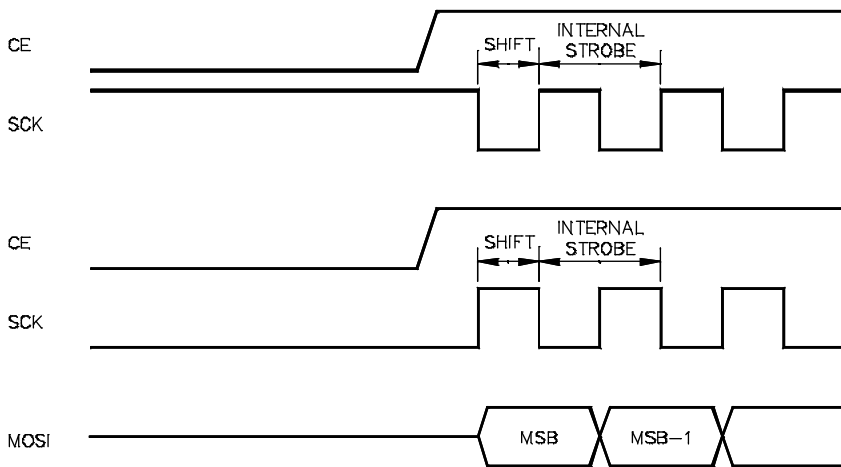 CE
SHIFT
INTERNAL
STROBE
SCK
CE
SHIFT
INTERNAL
STROBE
SCK
MOSI
MSB
MSB-1